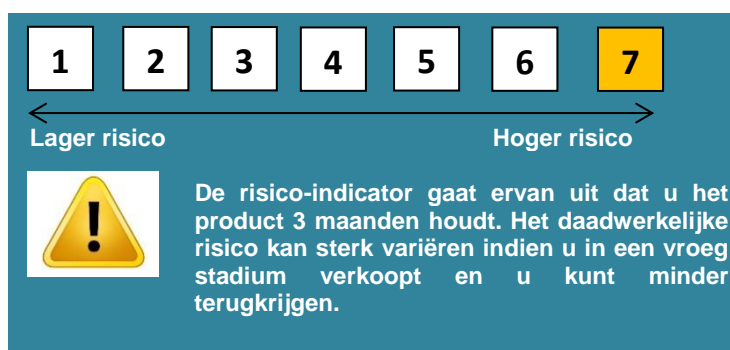 1 2 3 4 5 6 7
Lager risico Hoger risico
De risico-indicator gaat ervan uit dat u het
product 3 maanden houdt. Het daadwerkelijke
risico kan sterk variëren indien u in een vroeg
stadium verkoopt en u kunt minder
terugkrijgen.